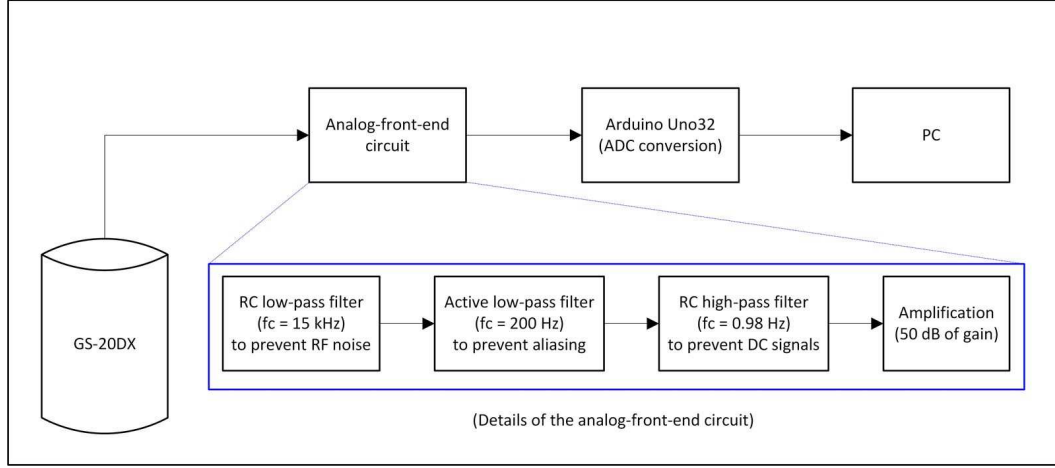 Analog-front-end
circuit
Arduino Uno32
(ADC conversion)
PC
GS-20DX
RC low-pass filter
(fc = 15 kHz)
to prevent RF noise
Active low-pass filter
(fc = 200 Hz)
to prevent aliasing
RC high-pass filter
(fc = 0.98 Hz)
to prevent DC signals
Amplification
(50 dB of gain)
(Details of the analog-front-end circuit)